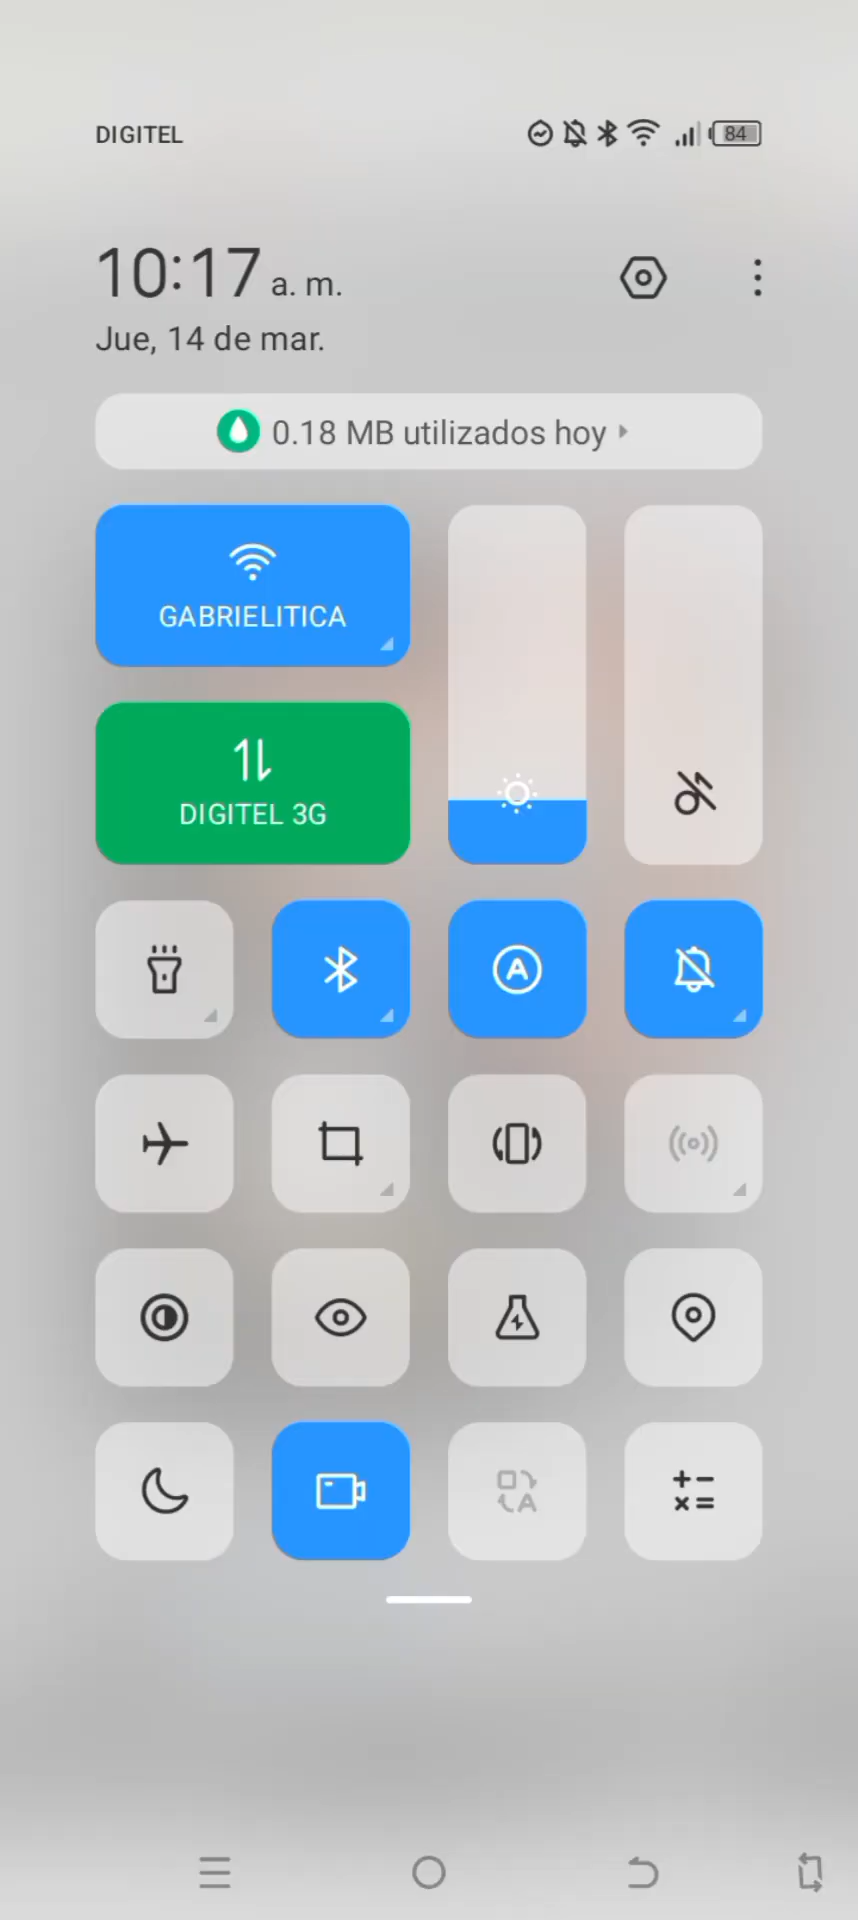 DIGITEL
84
10:17 a. m.
Jue, 14 de mar.
0.18 MB utilizados hoy
GABRIELITICA
DIGITEL 3G